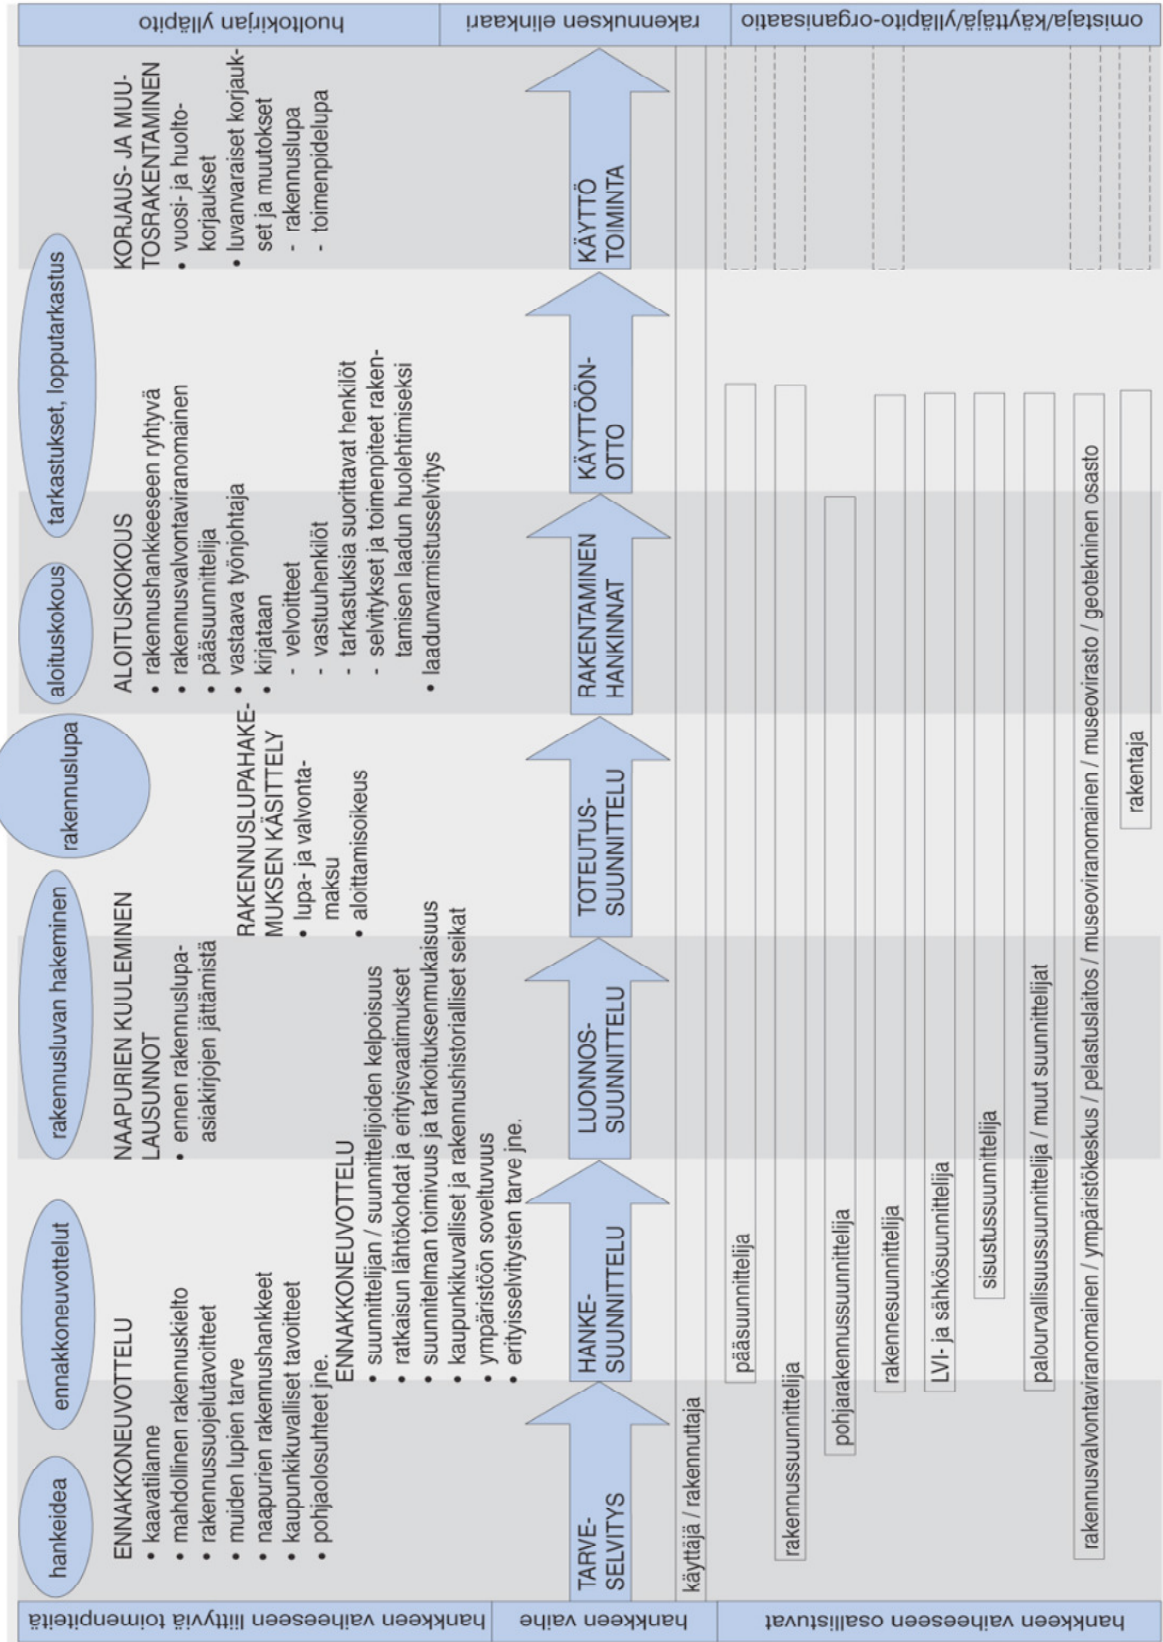 hankkeen vaiheeseen liittyviä toimenpiteitä
hankeidea
ennakkoneuvottelut
rakennusluvan hakeminen
rakennuslupa
aloituskokous
tarkastukset, lopputarkastus
huoltokirjan ylläpito
ENNAKKONEUVOTTELU
• kaavatilanne
• mahdollinen rakennuskielto
• rakennussuojelutavoitteet
• muiden lupien tarve
• naapurien rakennushankkeet
• kaupunkikuvalliset tavoitteet
• pohjaolosuhteet jne.
ENNAKKONEUVOTTELU
• suunnittelijan / suunnittelijoiden kelpoisuus
• ratkaisun lähtökohdat ja erityisvaatimukset
• sunnitelman toimivuus ja tarkoituksenmukaisuus
• kaupunkikuvalliset ja rakennushistorialliset seikat
• ympäristöön soveltuvuus
• erityisselvitysten tarve jne.
NAAPURIEN KUULEMINEN
LAUSUNNOT
• ennen rakennuslupa-
asiakirjojen jättämistä
RAKENNUSLUPAHAKE-
MUKSEN KÄSITTELY
• lupa- ja valvonta-
maksu
• aloittamisoikeus
ALOITUSKOKOUS
• rakennushankkeeseen ryhtyvä
• rakennusvalvontaviranomainen
• pääsuunnittelija
• vastaava työnjohtaja
• kirjataan
- velvoitteet
- vastuuhenkilöt
- tarkastuksia suorittavat henkilöt
- selvitykset ja toimenpiteet raken-
tamisen laadun huolehtimiseksi
• laadunvarmistusselvitys
KORJAUS- JA MUU-
TOSRAKENTAMINEN
• vuosi- ja huolto-
korjaukset
• luvanvaraiset korjauk-
set ja muutokset
- rakennuslupa
- toimenpidelupa
hankkeen vaihe
TARVE-
SELVITYS
HANKE-
SUUNNITTELU
LUONNOS-
SUUNNITTELU
TOTEUTUS-
SUUNNITTELU
RAKENTAMINEN
HANKINNAT
KÄYTTÖÖN-
OTTO
KÄYTTÖ
TOIMINTA
rakennuksen elinkaari
hankkeen vaiheeseen osallistuvat
käyttäjä / rakennuttaja
pääsuunnittelija
rakennussuunnittelija
pohjarakennussuunnittelija
rakennesuunnittelija
LVI- ja sähkösuunnittelija
sisustussuunnittelija
palourvallisuussuunnittelija / muut suunnittelijat
rakennusvalvontaviranomainen / ympäristökeskus / pelastuslaitos / museoviranomainen / museovirasto / geotekninen osasto
rakentaja
omistaja/käyttäjä/ylläpito-organisaatio